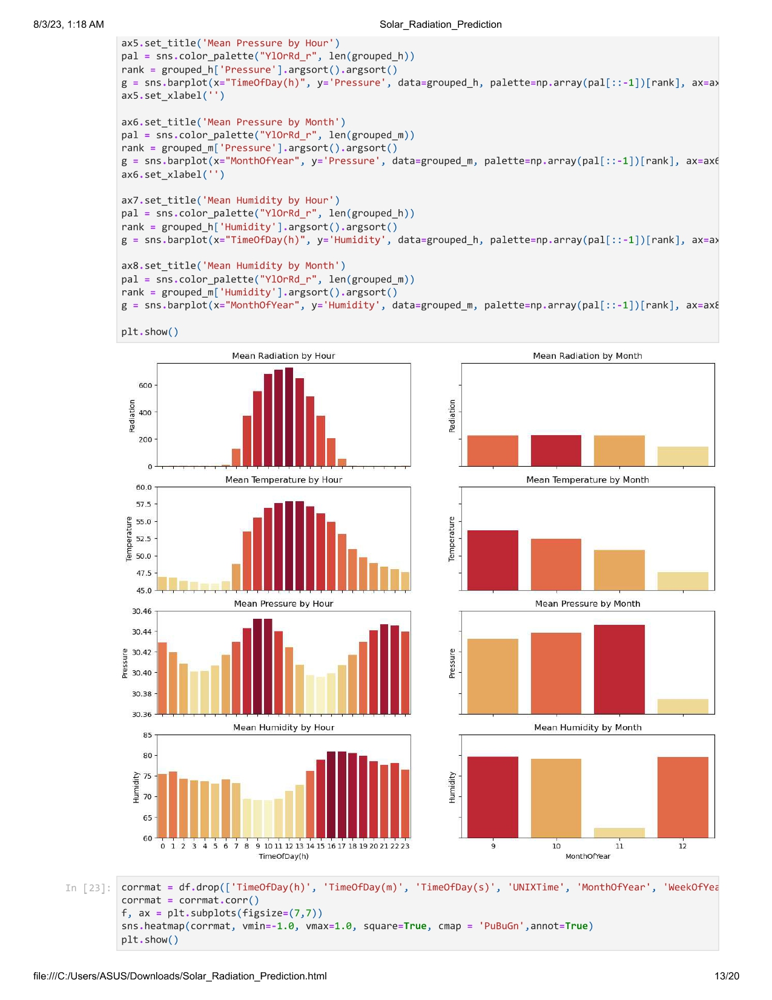 8/3/23, 1:18 AM
Solar_Radiation_Prediction
ax5.set_title('Mean Pressure by Hour')
pal = sns.color_palette("YlOrRd_r", len(grouped_h))
rank = grouped_h['Pressure'].argsort().argsort()
g = sns.barplot(x="TimeOfDay(h)", y='Pressure', data=grouped_h, palette=np.array(pal[::-1])[rank], ax=ax
ax5.set_xlabel('')
ax6.set_title('Mean Pressure by Month')
pal = sns.color_palette("YlOrRd_r", len(grouped_m))
rank = grouped_m['Pressure'].argsort().argsort()
g = sns.barplot(x="MonthOfYear", y='Pressure', data=grouped_m, palette=np.array(pal[::-1])[rank], ax=ax6
ax6.set_xlabel('')
ax7.set_title('Mean Humidity by Hour')
pal = sns.color_palette("YlOrRd_r", len(grouped_h))
rank = grouped_h['Humidity'].argsort().argsort()
g = sns.barplot(x="TimeOfDay(h)", y='Humidity', data=grouped_h, palette=np.array(pal[::-1])[rank], ax=ax
ax8.set_title('Mean Humidity by Month')
pal = sns.color_palette("YlOrRd_r", len(grouped_m))
rank = grouped_m['Humidity'].argsort().argsort()
g = sns.barplot(x="MonthOfYear", y='Humidity', data=grouped_m, palette=np.array(pal[::-1])[rank], ax=ax8
plt.show()
Mean Radiation by Hour
Radiation
600
400
200
0
Mean Radiation by Month
Radiation
Mean Temperature by Hour
Temperature
60.0
57.5
55.0
52.5
50.0
47.5
45.0
Mean Temperature by Month
Temperature
Mean Pressure by Hour
Pressure
30.46
30.44
30.42
30.40
30.38
30.36
Mean Pressure by Month
Pressure
Mean Humidity by Hour
Humidity
85
80
75
70
65
60
0 1 2 3 4 5 6 7 8 9 10 11 12 13 14 15 16 17 18 19 20 21 22 23
TimeOfDay(h)
Mean Humidity by Month
Humidity
9 10 11 12
MonthOfYear
In [23]:
corrmat = df.drop(['TimeOfDay(h)', 'TimeOfDay(m)', 'TimeOfDay(s)', 'UNIXTime', 'MonthOfYear', 'WeekOfYea
corrmat = corrmat.corr()
f, ax = plt.subplots(figsize=(7,7))
sns.heatmap(corrmat, vmin=-1.0, vmax=1.0, square=True, cmap = 'PuBuGn',annot=True)
plt.show()
file:///C:/Users/ASUS/Downloads/Solar_Radiation_Prediction.html
13/20